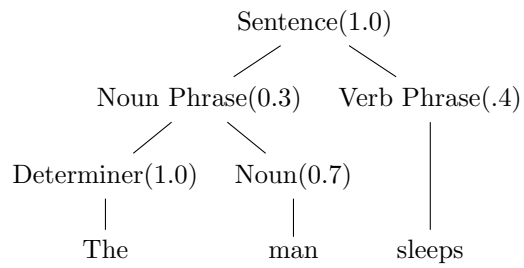 Sentence(1.0)
Noun Phrase(0.3) Verb Phrase(.4)
Determiner(1.0) Noun(0.7)
The man sleeps